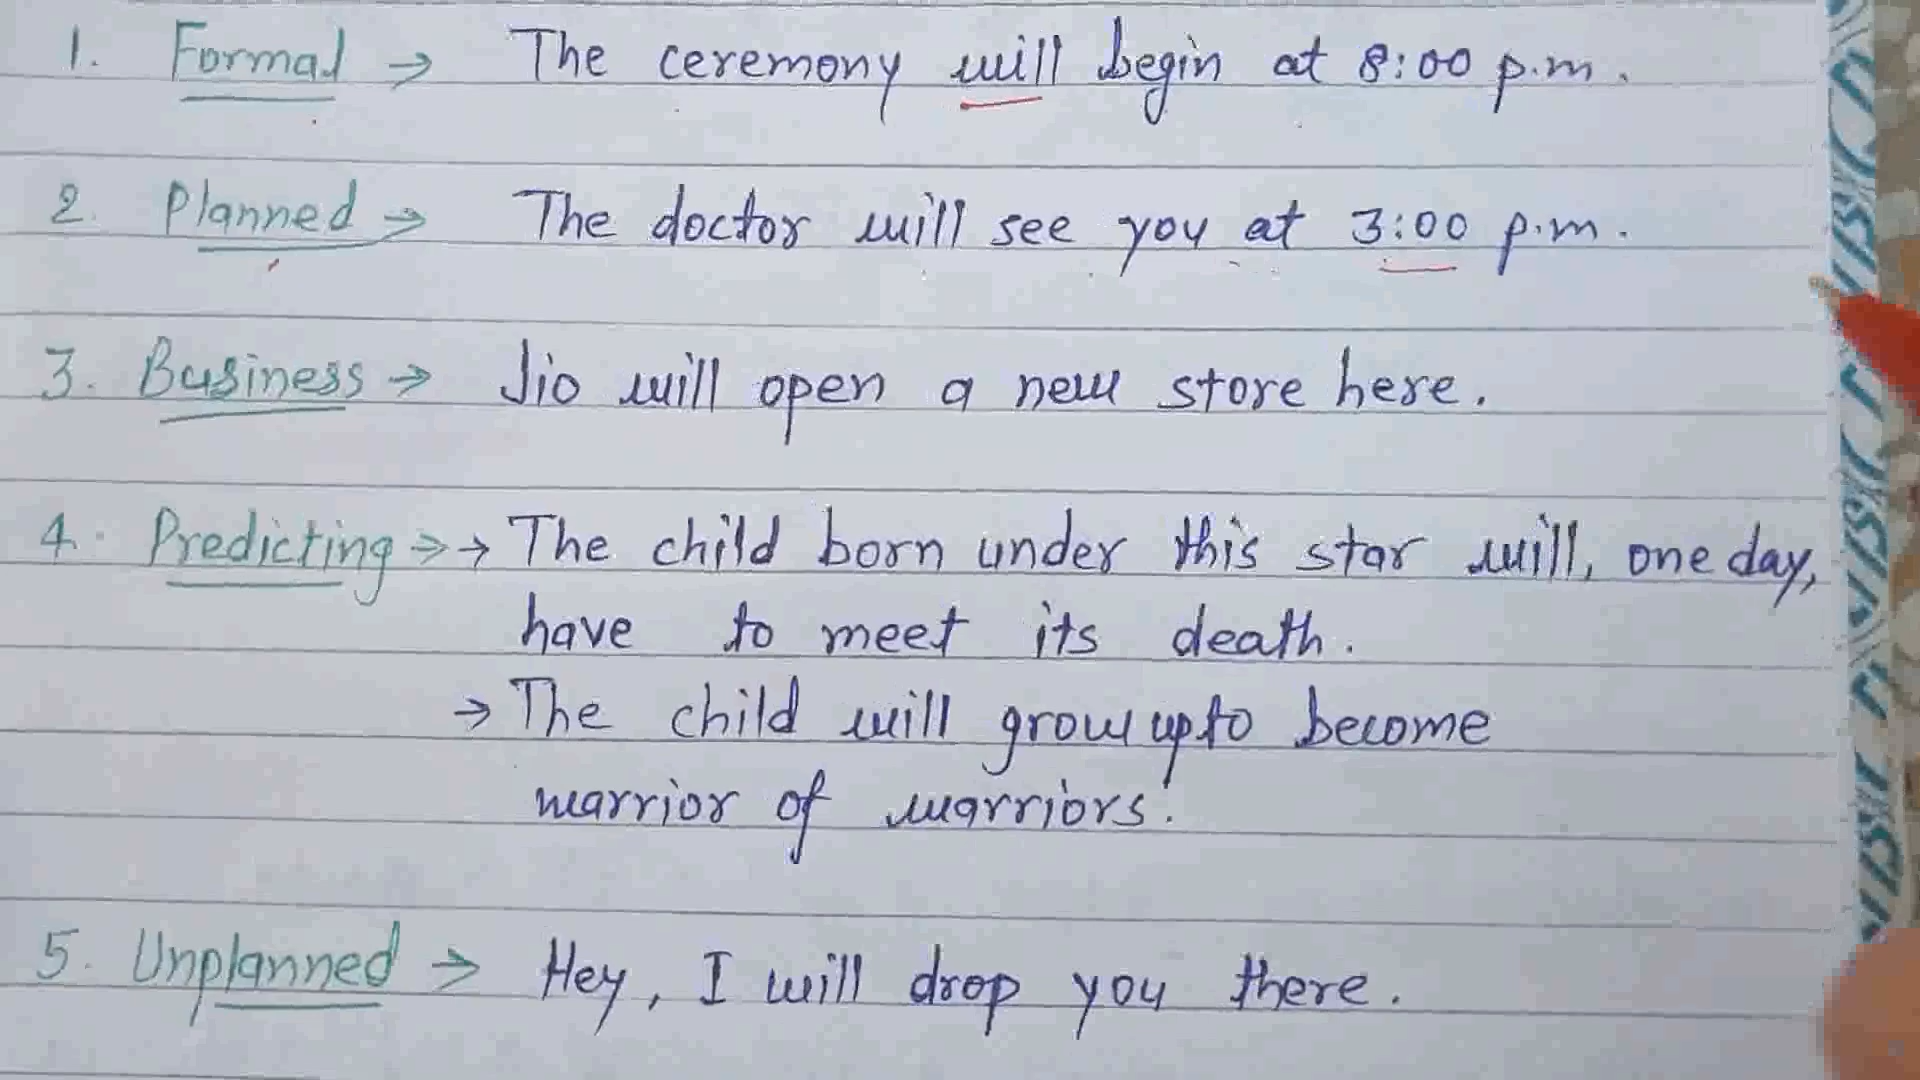 1. Formal → The ceremony will begin at 8:00 p.m.
2. Planned → The doctor will see you at 3:00 p.m.
3. Business → Jio will open a new store here.
4. Predicting → → The child born under this star will, one day,
have to meet its death.
→ The child will grow up to become
warrior of warriors.
5. Unplanned → Hey, I will drop you there.